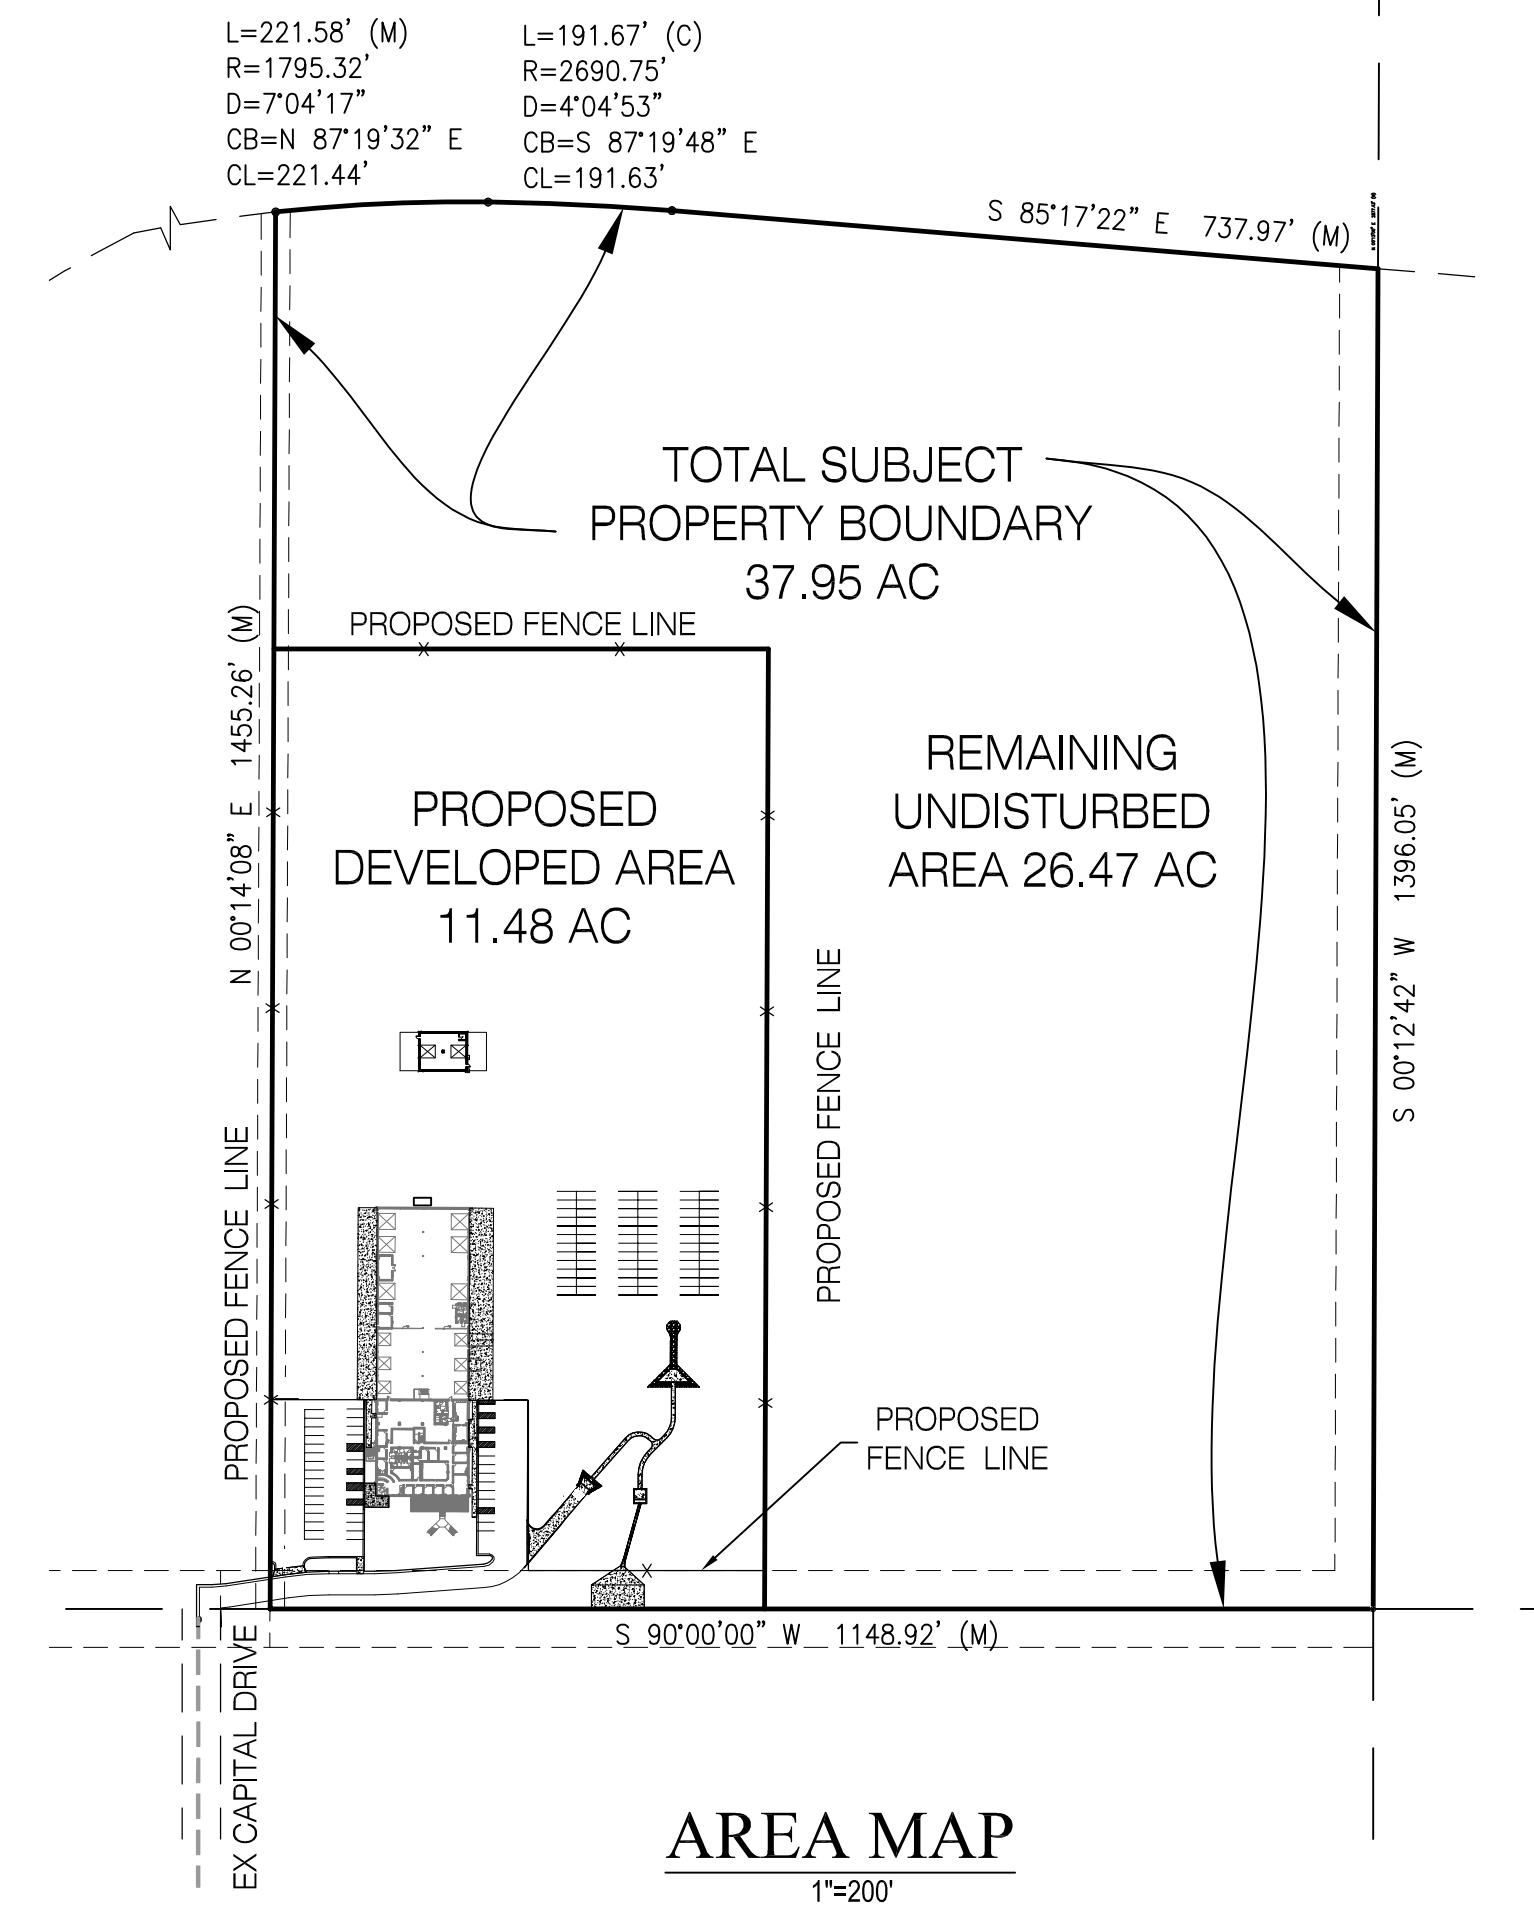 L=221.58' (M)
R=1795.32'
D=7°04'17"
CB=N 87°19'32" E
CL=221.44'
L=191.67' (C)
R=2690.75'
D=4°04'53"
CB=S 87°19'48" E
CL=191.63'
S 85°17'22" E 737.97' (M)
TOTAL SUBJECT
PROPERTY BOUNDARY
37.95 AC
PROPOSED FENCE LINE
N 00°14'08" E 1455.26' (M)
PROPOSED
DEVELOPED AREA
11.48 AC
REMAINING
UNDISTURBED
AREA 26.47 AC
S 00°12'42" W 1396.05' (M)
PROPOSED FENCE LINE
PROPOSED FENCE LINE
PROPOSED
FENCE LINE
S 90°00'00" W 1148.92' (M)
EX CAPITAL DRIVE
AREA MAP
1"=200'